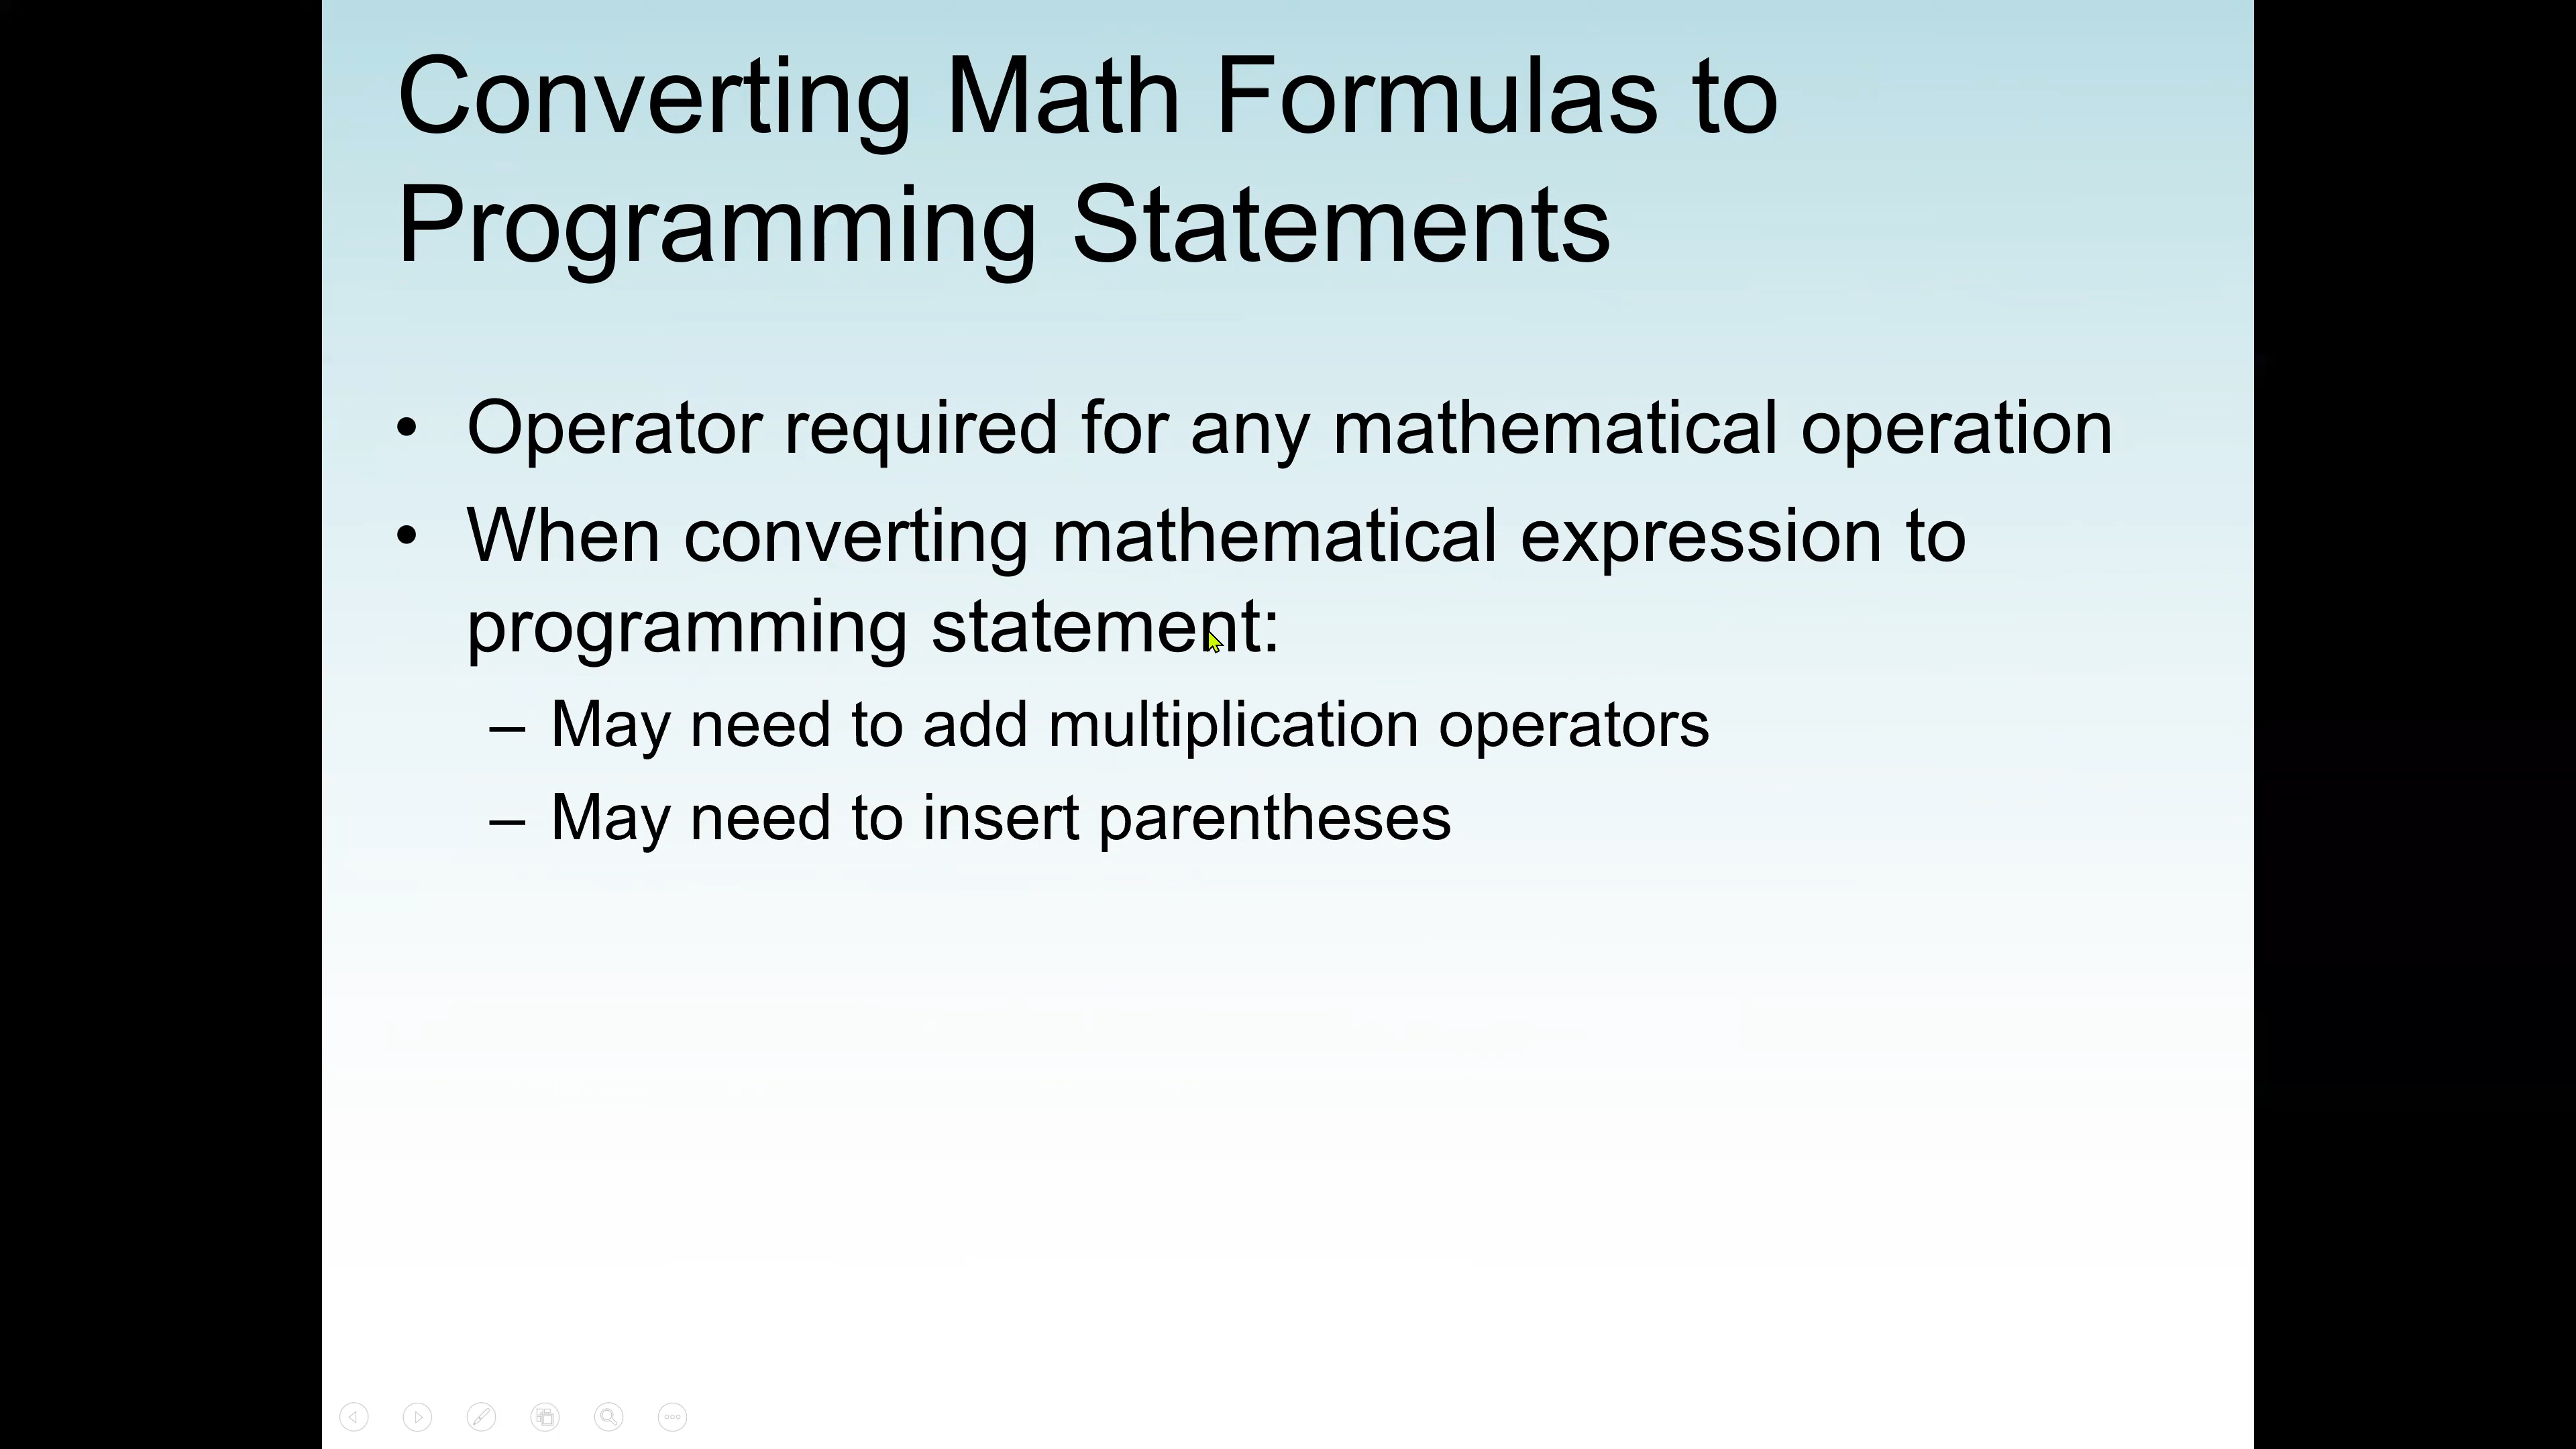 Converting Math Formulas to
Programming Statements
• Operator required for any mathematical operation
• When converting mathematical expression to
programming statement:
– May need to add multiplication operators
– May need to insert parentheses